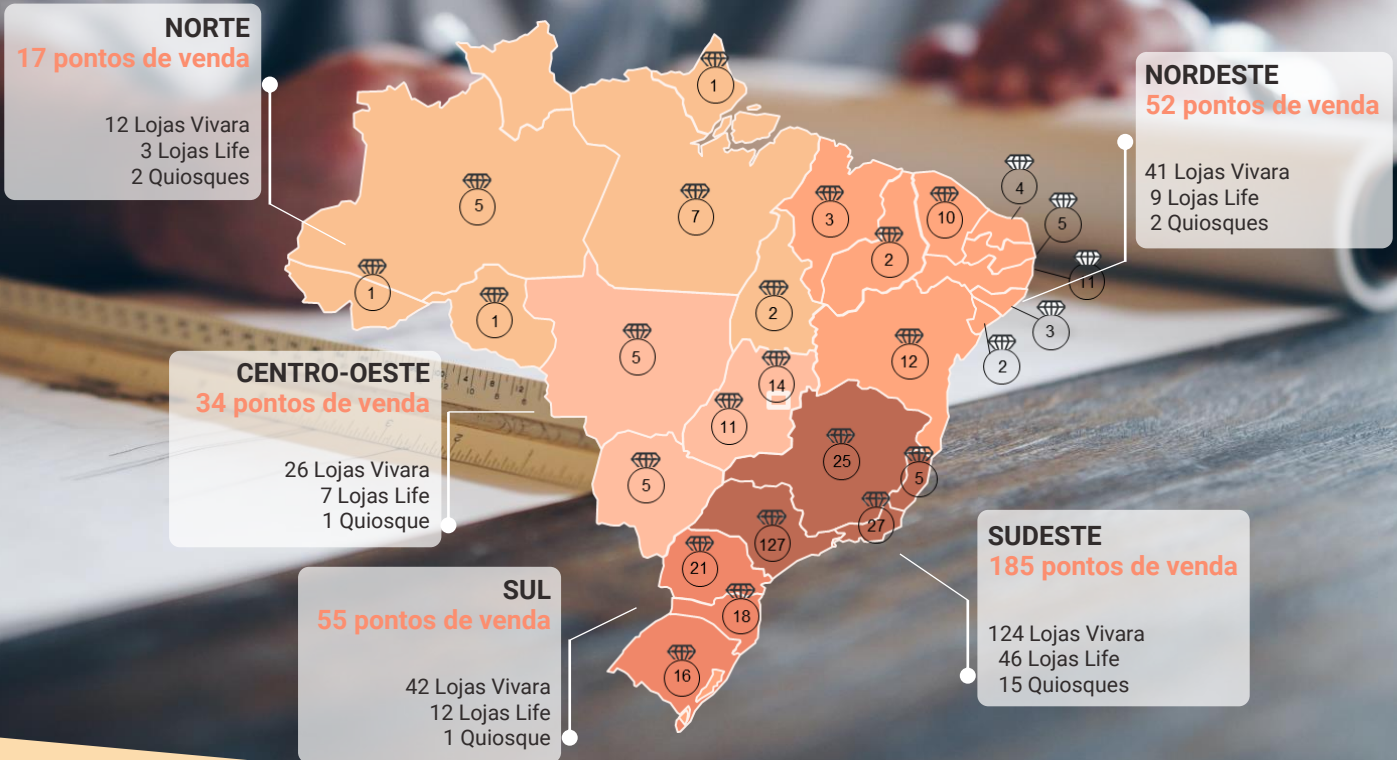 NORTE
17 pontos de venda
12 Lojas Vivara
3 Lojas Life
2 Quiosques
NORDESTE
52 pontos de venda
41 Lojas Vivara
9 Lojas Life
2 Quiosques
1
5
7
3
10
4
5
2
11
1
1
2
3
5
12
2
14
11
25
5
5
27
127
21
18
16
CENTRO-OESTE
34 pontos de venda
26 Lojas Vivara
7 Lojas Life
1 Quiosque
SUDESTE
185 pontos de venda
124 Lojas Vivara
46 Lojas Life
15 Quiosques
SUL
55 pontos de venda
42 Lojas Vivara
12 Lojas Life
1 Quiosque